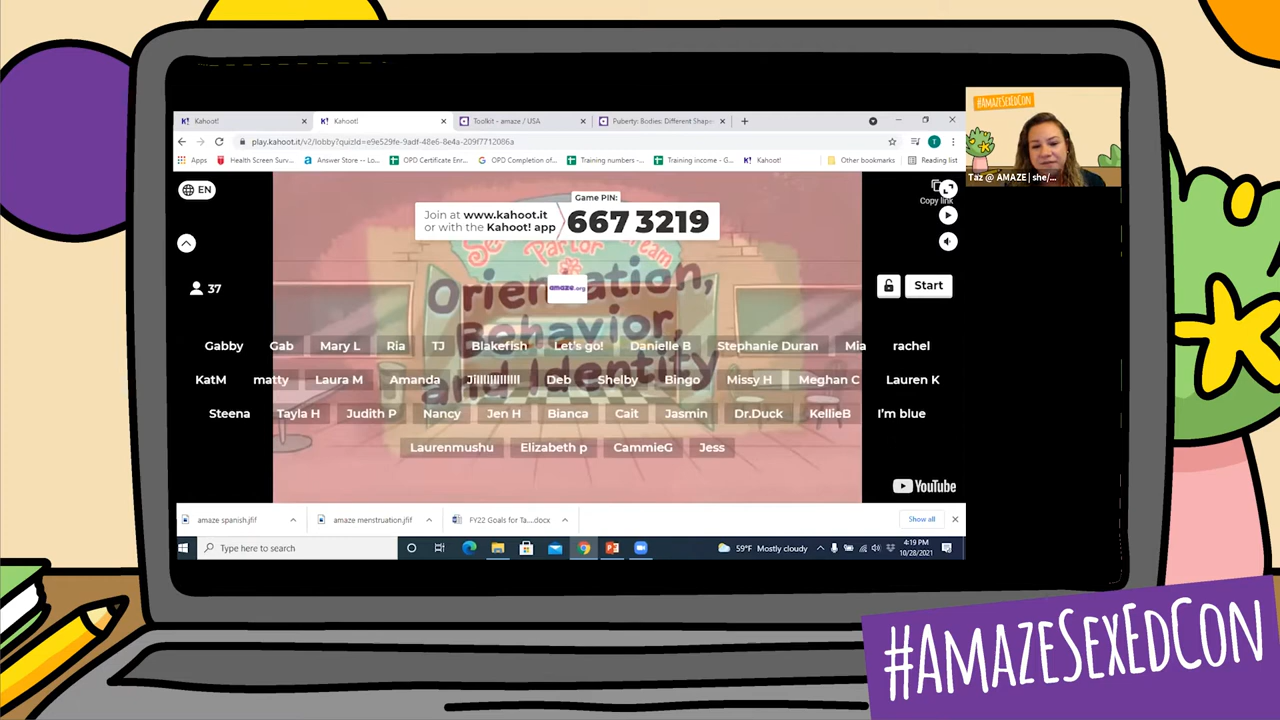 #AMAZESEXEDCON
Taz @ AMAZE | she/...
Kahoot!
Kahoot!
Toolkit - amaze / USA
Puberty: Bodies: Different Shape
play.kahoot.it/v2/lobby?quizId=e9e529fe-9adf-48e6-8e4a-209f7712086a
Apps
Health Screen Surv...
Answer Store -- Lo...
OPD Certificate Enr...
OPD Completion of...
Training numbers -...
Training income - G...
Kahoot!
Other bookmarks
Reading list
EN
Game PIN:
Join at www.kahoot.it
or with the Kahoot! app
667 3219
Copy link
Parlor
Orientation,
amaze.org
Behavior,
and Identity
37
Start
Gabby Gab Mary L Ria TJ Blakefish Let's go! Danielle B Stephanie Duran Mia rachel
KatM matty Laura M Amanda Deb Shelby Bingo Missy H Meghan C Lauren K
Steena Tayla H Judith P Nancy Jen H Bianca Cait Jasmin Dr.Duck KellieB I'm blue
Laurenmushu Elizabeth p CammieG Jess
YouTube
amaze spanish.jfif
amaze menstruation.jfif
FY22 Goals for Ta....docx
Show all
Type here to search
59°F Mostly cloudy
4:19 PM
10/28/2021
#AMAZESEXEDCON